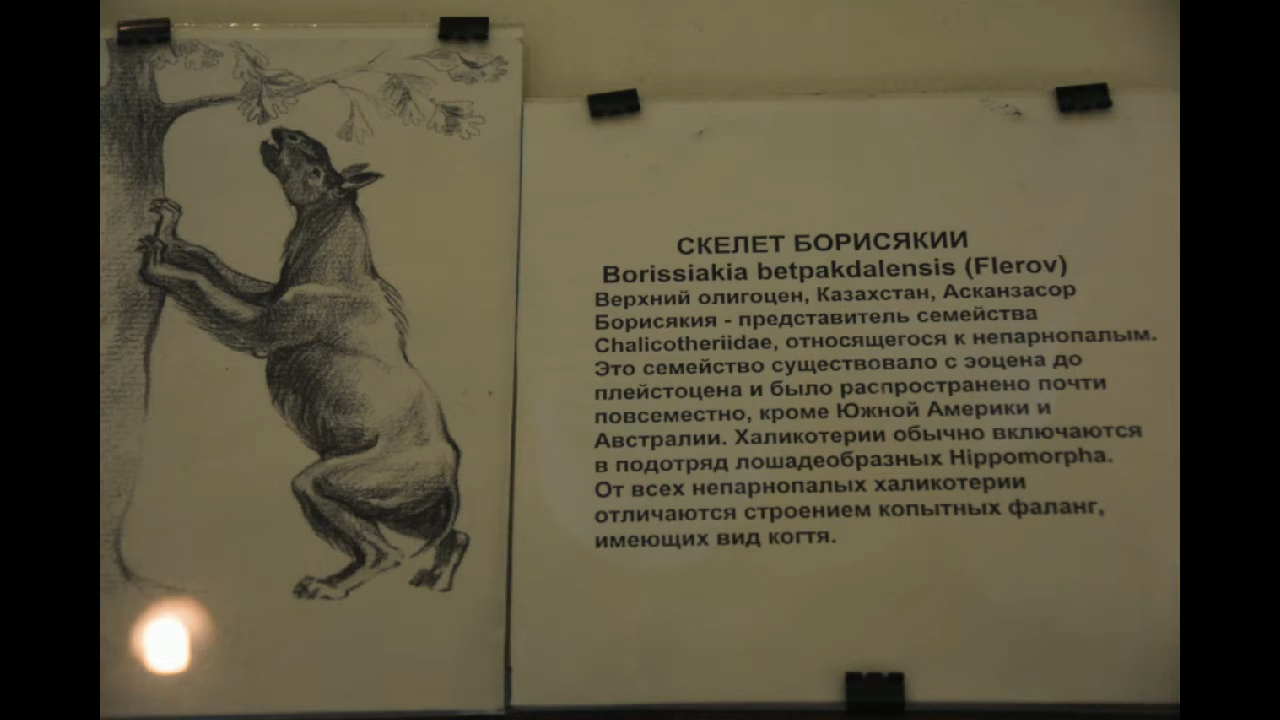 СКЕЛЕТ БОРИСЯКИИ
Borissiakia betpakdalensis (Flerov)
Верхний олигоцен, Казахстан, Асканзасор
Борисякия - представитель семейства
Chalicotheriidae, относящегося к непарнопалым.
Это семейство существовало с эоцена до
плейстоцена и было распространено почти
повсеместно, кроме Южной Америки и
Австралии. Халикотерии обычно включаются
в подотряд лошадеобразных Hippomorpha.
От всех непарнопалых халикотерии
отличаются строением копытных фаланг,
имеющих вид когтя.